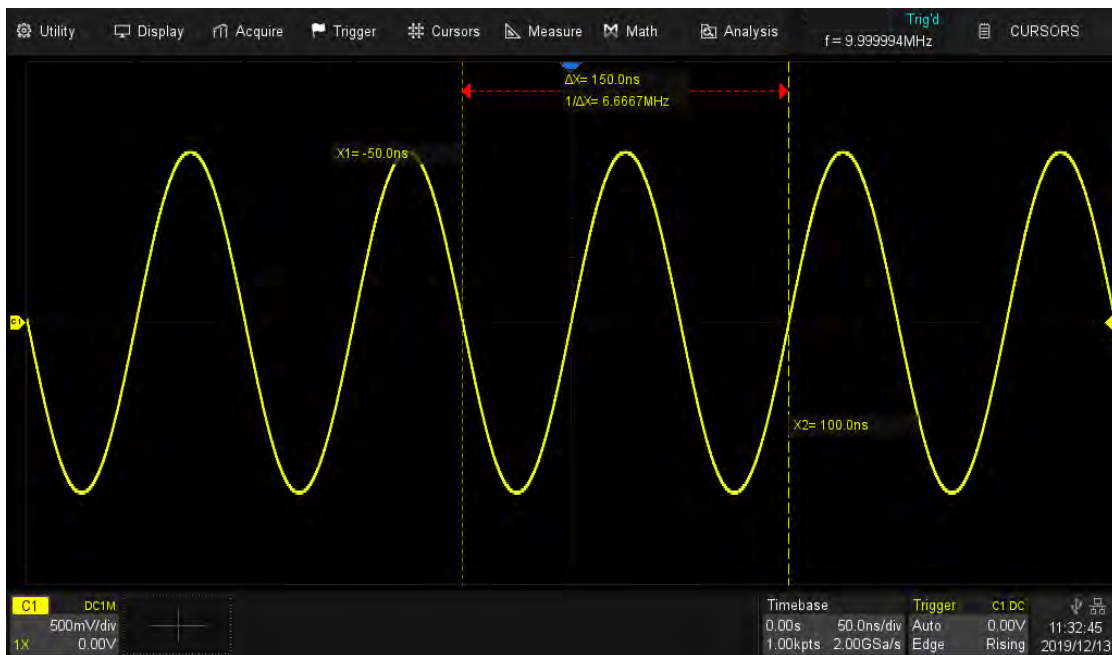 Utility Display Acquire Trigger Cursors Measure Math Analysis
Trig'd
f = 9.999994MHz
CURSORS
ΔX= 150.0ns
1/ΔX= 6.6667MHz
X1= -50.0ns
C1
X2= 100.0ns
C1 DC1M
500mV/div
1X 0.00V
Timebase
0.00s 50.0ns/div
1.00kpts 2.00GSa/s
Trigger C1 DC
Auto 0.00V
Edge Rising
11:32:45
2019/12/13